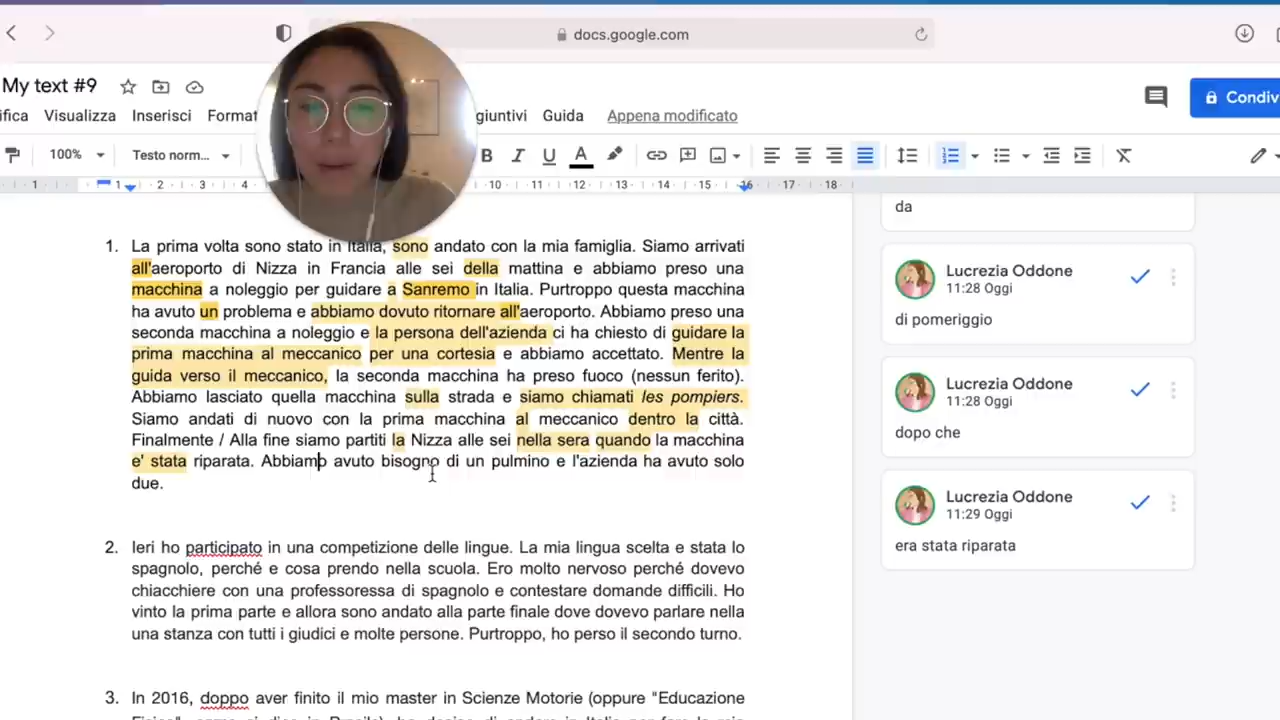 docs.google.com
My text #9
ifica Visualizza Inserisci Format giuntivi Guida Appena modificato
Condiv
100% Testo norm... B I U A
1 1 2 3 4 10 11 12 13 14 15 16 17 18
1. La prima volta sono stato in Italia, sono andato con la mia famiglia. Siamo arrivati
all'aeroporto di Nizza in Francia alle sei della mattina e abbiamo preso una
macchina a noleggio per guidare a Sanremo in Italia. Purtroppo questa macchina
ha avuto un problema e abbiamo dovuto ritornare all'aeroporto. Abbiamo preso una
seconda macchina a noleggio e la persona dell'azienda ci ha chiesto di guidare la
prima macchina al meccanico per una cortesia e abbiamo accettato. Mentre la
guida verso il meccanico, la seconda macchina ha preso fuoco (nessun ferito).
Abbiamo lasciato quella macchina sulla strada e siamo chiamati les pompiers.
Siamo andati di nuovo con la prima macchina al meccanico dentro la città.
Finalmente / Alla fine siamo partiti la Nizza alle sei nella sera quando la macchina
e' stata riparata. Abbiamo avuto bisogno di un pulmino e l'azienda ha avuto solo
due.
2. Ieri ho participato in una competizione delle lingue. La mia lingua scelta e stata lo
spagnolo, perché e cosa prendo nella scuola. Ero molto nervoso perché dovevo
chiacchiere con una professoressa di spagnolo e contestare domande difficili. Ho
vinto la prima parte e allora sono andato alla parte finale dove dovevo parlare nella
una stanza con tutti i giudici e molte persone. Purtroppo, ho perso il secondo turno.
3. In 2016, doppo aver finito il mio master in Scienze Motorie (oppure "Educazione
da
Lucrezia Oddone
11:28 Oggi
di pomeriggio
Lucrezia Oddone
11:28 Oggi
dopo che
Lucrezia Oddone
11:29 Oggi
era stata riparata